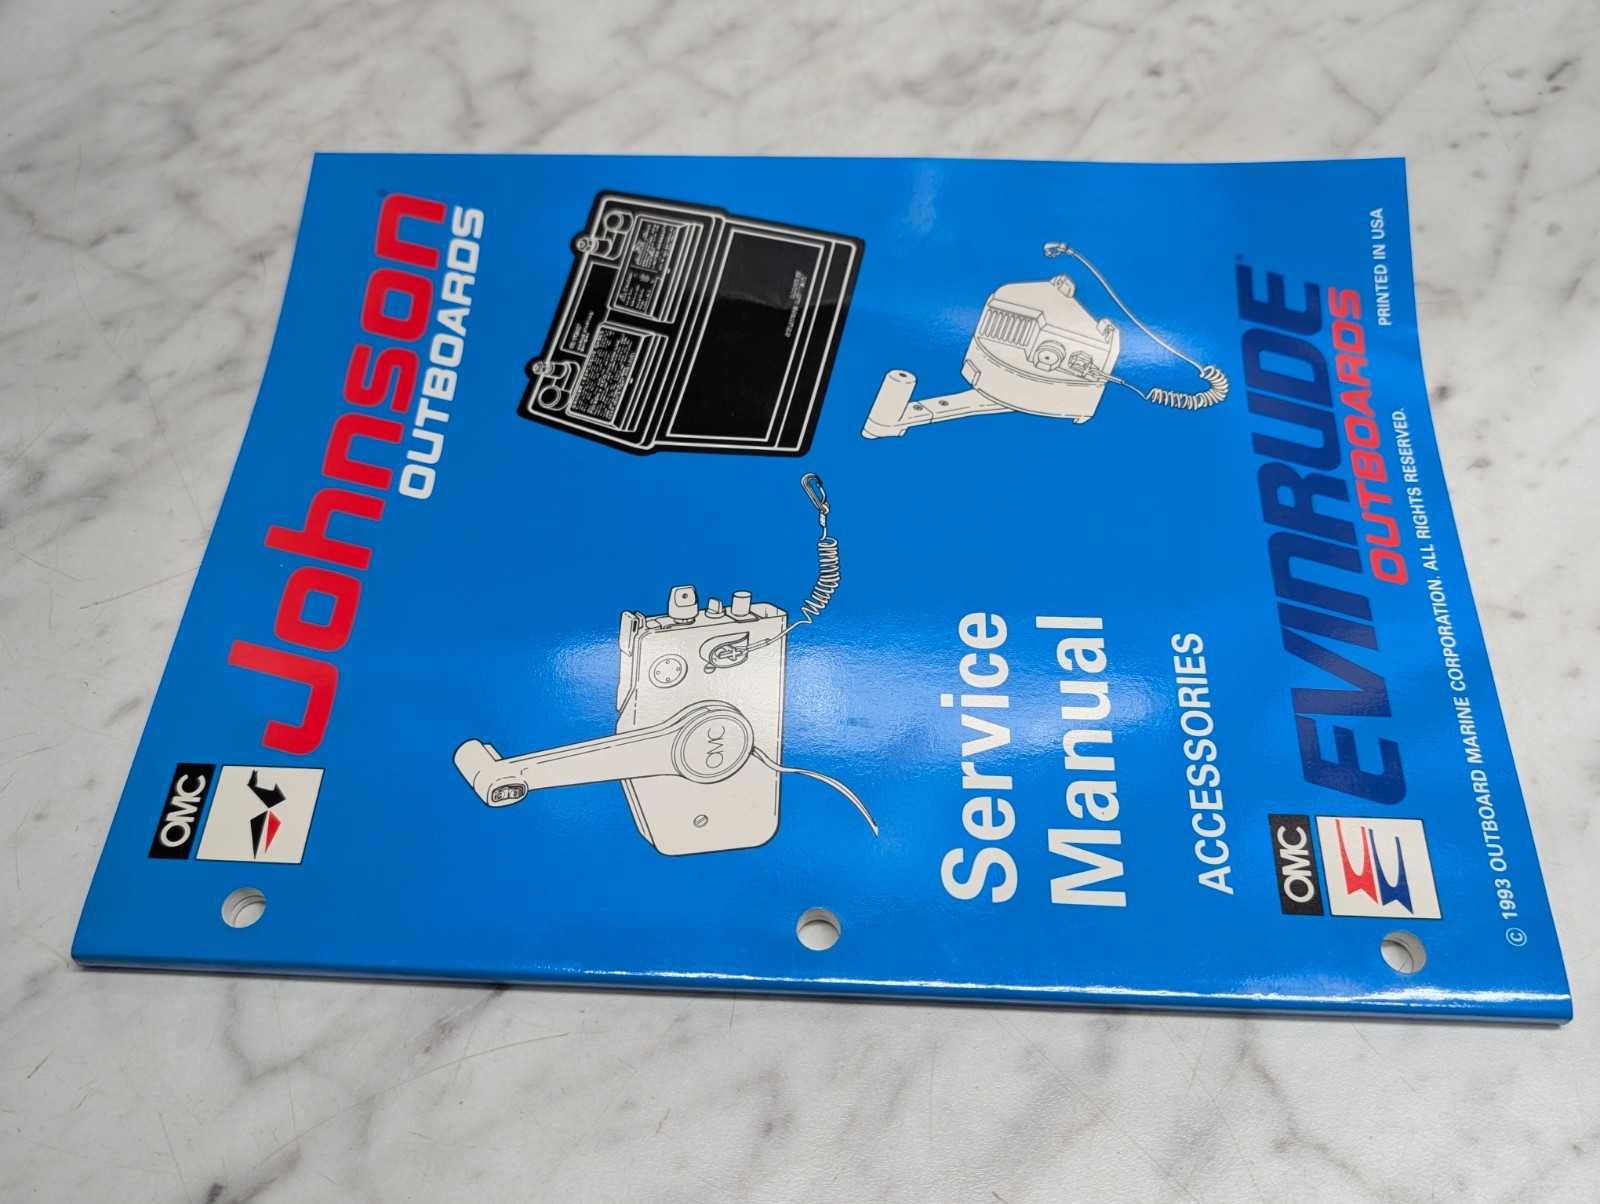 OMC
Johnson
OUTBOARDS
OMC
Service
Manual
ACCESSORIES
OMC
EVINRUDE
OUTBOARDS
© 1993 OUTBOARD MARINE CORPORATION. ALL RIGHTS RESERVED.
PRINTED IN USA